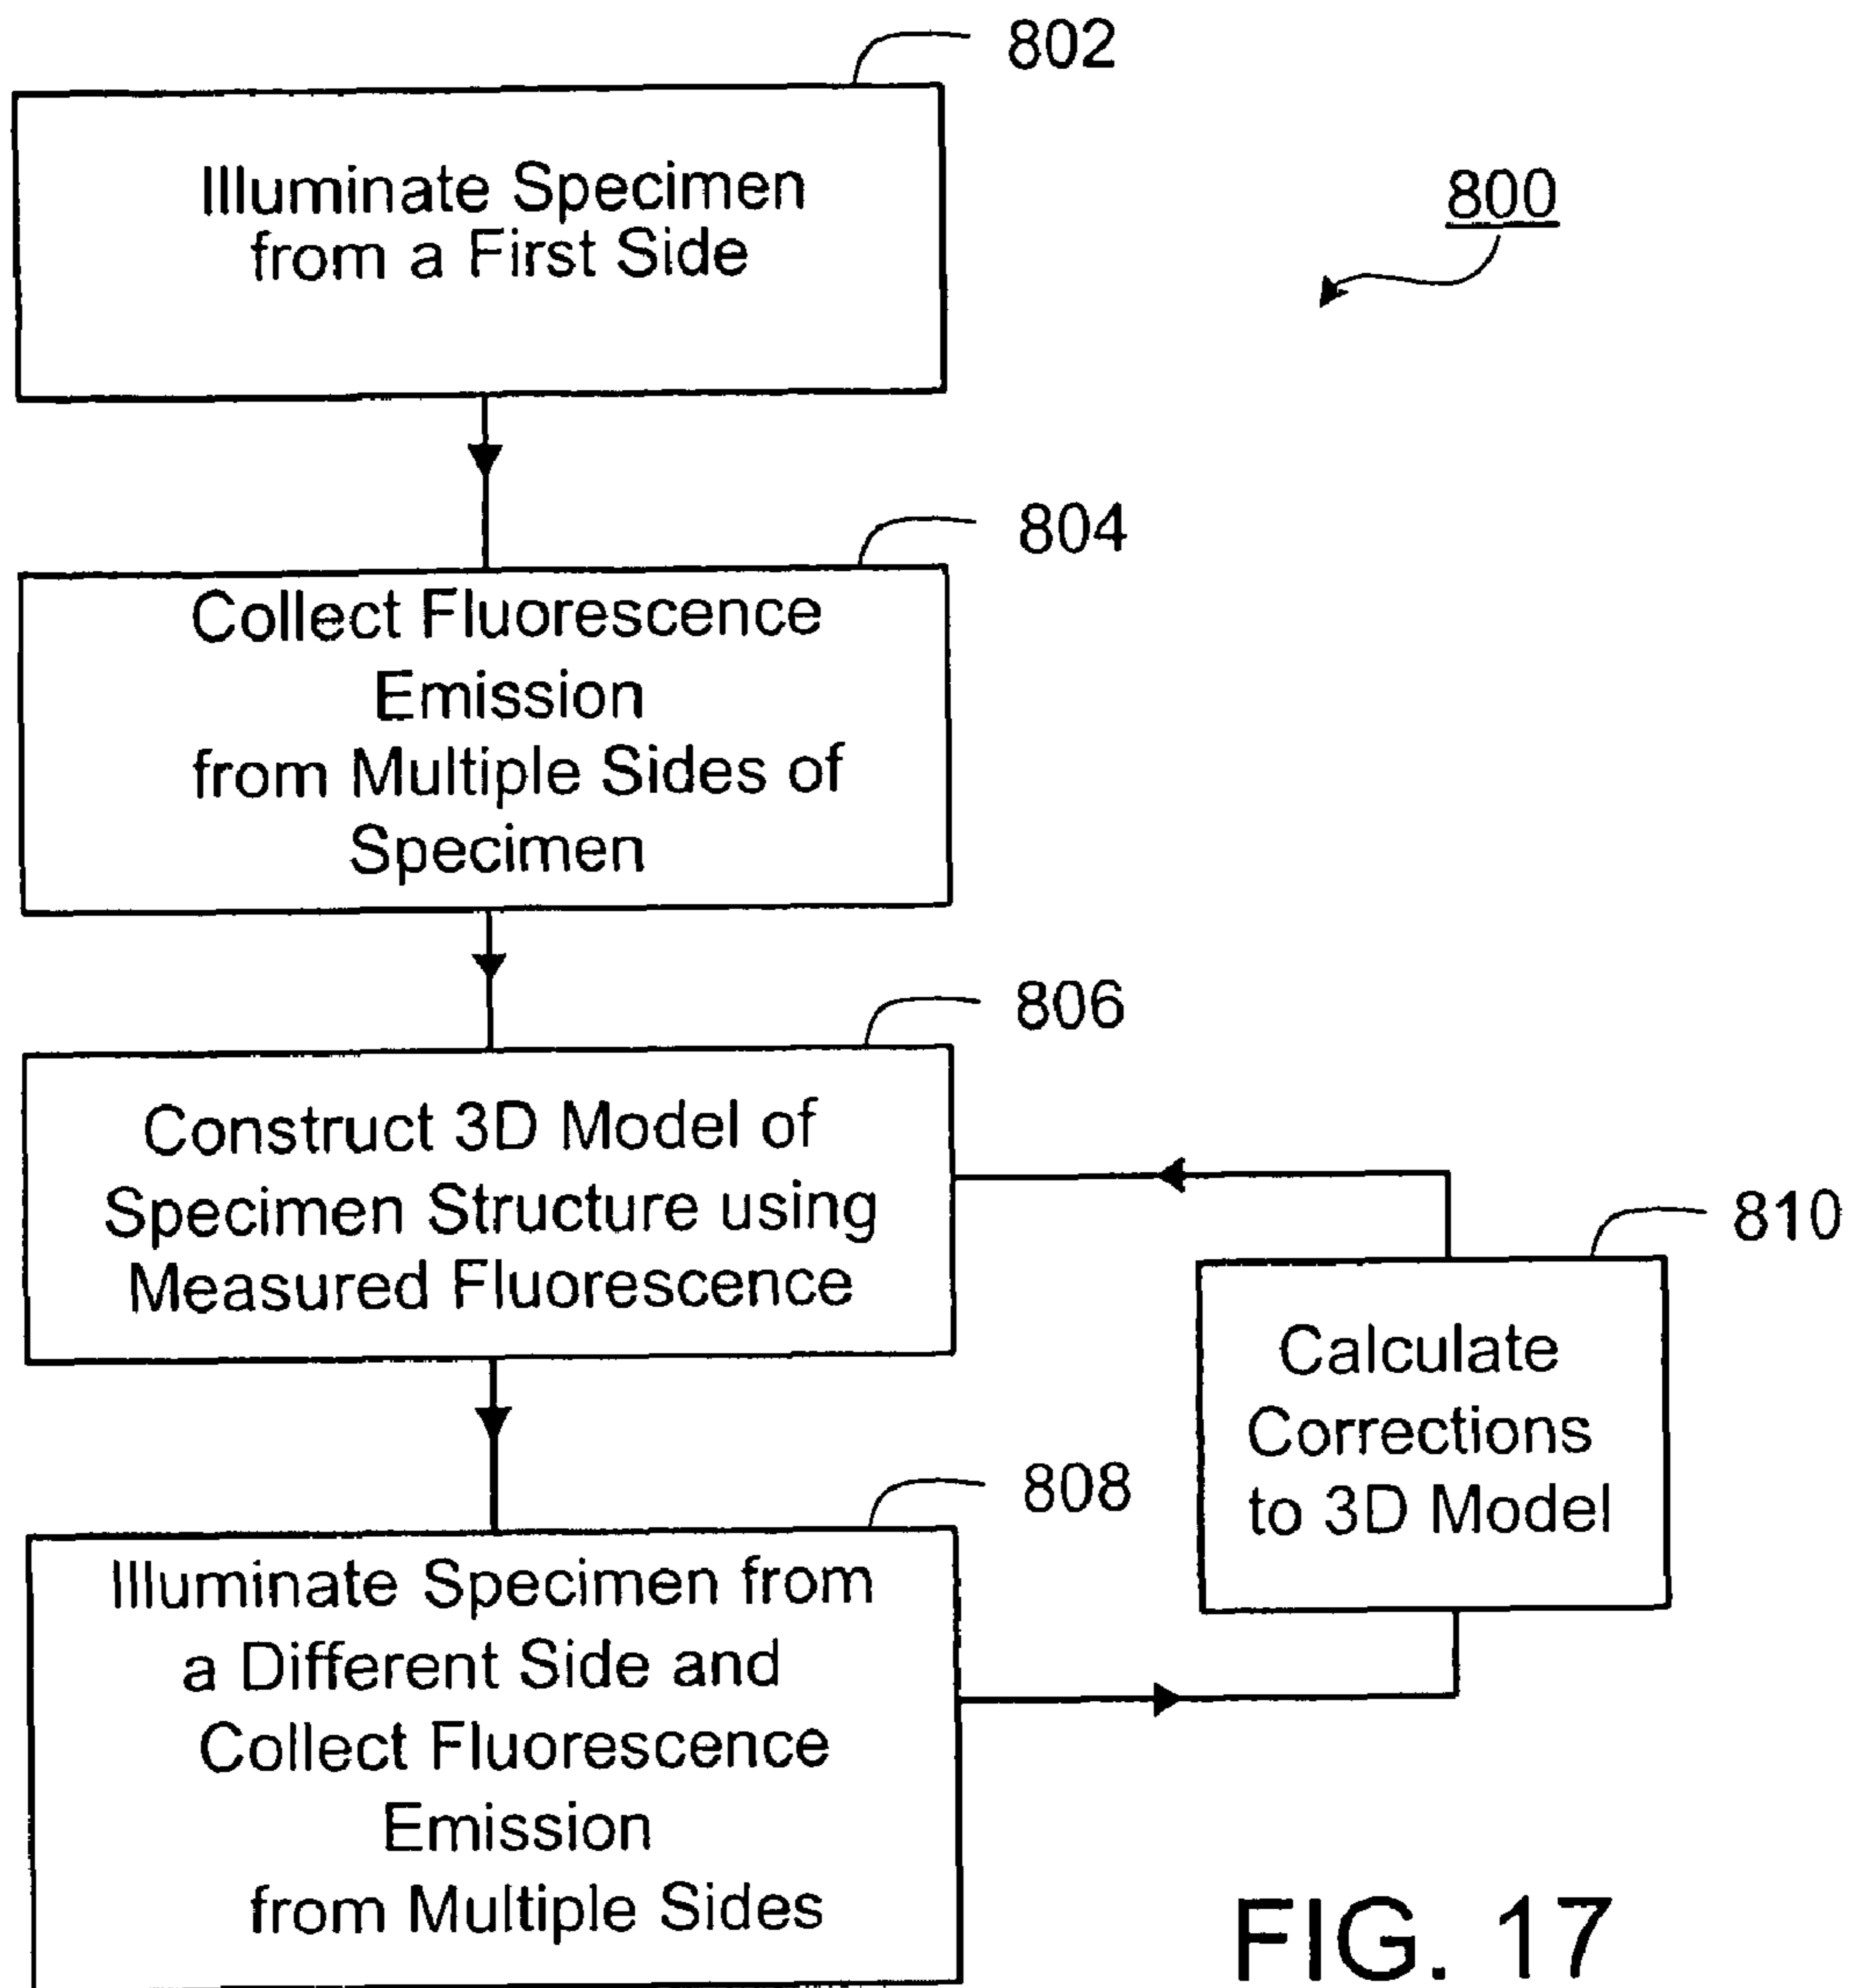 802
Illuminate Specimen
from a First Side
800
804
Collect Fluorescence
Emission
from Multiple Sides of
Specimen
806
Construct 3D Model of
Specimen Structure using
Measured Fluorescence
810
Calculate
Corrections
to 3D Model
808
Illuminate Specimen from
a Different Side and
Collect Fluorescence
Emission
from Multiple Sides
FIG. 17